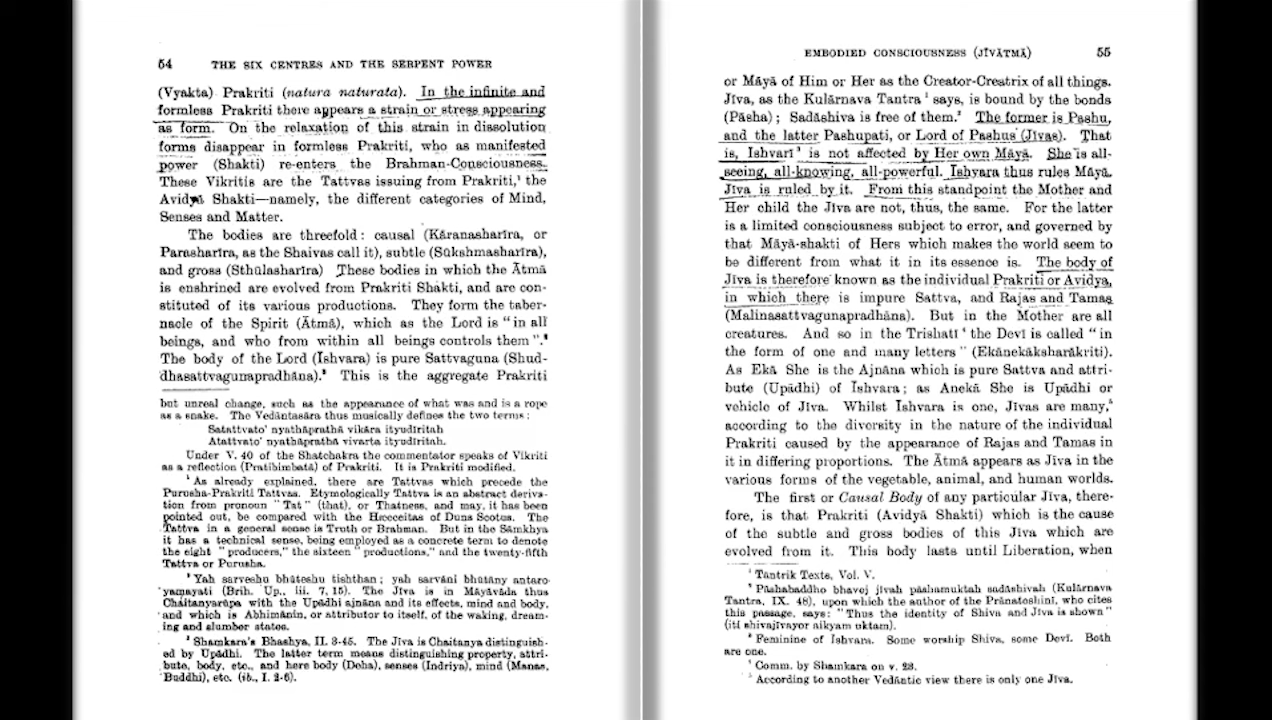 54 THE SIX CENTRES AND THE SERPENT POWER
(Vyakta) Prakriti (natura naturata). In the infinite and
formless Prakriti there appears a strain or stress appearing
as form. On the relaxation of this strain in dissolution
forms disappear in formless Prakriti, who as manifested
power (Shakti) re-enters the Brahman-Consciousness.
These Vikritis are the Tattvas issuing from Prakriti,¹ the
Avidyā Shakti—namely, the different categories of Mind,
Senses and Matter.
The bodies are threefold: causal (Kāranasharīra, or
Parasharīra, as the Shaivas call it), subtle (Sūkshmasharīra),
and gross (Sthūlasharīra) These bodies in which the Ātmā
is enshrined are evolved from Prakriti Shakti, and are con-
stituted of its various productions. They form the taber-
nacle of the Spirit (Ātmā), which as the Lord is "in all
beings, and who from within all beings controls them".²
The body of the Lord (Īshvara) is pure Sattvaguna (Shud-
dhasattvagunapradhāna).³ This is the aggregate Prakriti
but unreal change, such as the appearance of what was and is a rope
as a snake. The Vedāntasāra thus musically defines the two terms:
Satattvato' nyathāprathā vikāra ityudīritah
Atattvato' nyathāprathā vivarta ityudīritah.
Under V. 40 of the Shatchakra the commentator speaks of Vikriti
as a reflection (Pratibimbatā) of Prakriti. It is Prakriti modified.
¹ As already explained, there are Tattvas which precede the
Purusha-Prakriti Tattvas. Etymologically Tattva is an abstract deriva-
tion from pronoun "Tat" (that), or Thatness, and may, it has been
pointed out, be compared with the Hæcceitas of Duns Scotus. The
Tattva in a general sense is Truth or Brahman. But in the Sāmkhya
it has a technical sense, being employed as a concrete term to denote
the eight "producers," the sixteen "productions," and the twenty-fifth
Tattva or Purusha.
² Yah sarveshu bhūteshu tishthan; yah sarvāni bhūtāny antaro
yamayati (Brih. Up., iii. 7, 15). The Jīva is in Māyāvāda thus
Chaitanyarūpa with the Upādhi ajnāna and its effects, mind and body,
and which is Abhimānin, or attributor to itself, of the waking, dream-
ing and slumber states.
³ Shamkara's Bhashya, II. 3-45. The Jīva is Chaitanya distinguish-
ed by Upādhi. The latter term means distinguishing property, attri-
bute, body, etc., and here body (Deha), senses (Indriya), mind (Manas,
Buddhi), etc. (ib., I. 2-6).
EMBODIED CONSCIOUSNESS (JĪVĀTMĀ) 55
or Māyā of Him or Her as the Creator-Creatrix of all things.
Jīva, as the Kulārnava Tantra¹ says, is bound by the bonds
(Pāsha); Sadāshiva is free of them.² The former is Pashu,
and the latter Pashupati, or Lord of Pashus (Jīvas). That
is, Ishvarī³ is not affected by Her own Māyā. She is all-
seeing, all-knowing, all-powerful. Ishvara thus rules Māyā.
Jīva is ruled by it. From this standpoint the Mother and
Her child the Jīva are not, thus, the same. For the latter
is a limited consciousness subject to error, and governed by
that Māyā-shakti of Hers which makes the world seem to
be different from what it in its essence is. The body of
Jīva is therefore known as the individual Prakriti or Avidyā,
in which there is impure Sattva, and Rajas and Tamas
(Malinasattvagunapradhāna). But in the Mother are all
creatures. And so in the Trishatī⁴ the Devī is called "in
the form of one and many letters" (Ekānekāksharākriti).
As Ekā She is the Ajnāna which is pure Sattva and attri-
bute (Upādhi) of Īshvara; as Anekā She is Upādhi or
vehicle of Jīva. Whilst Īshvara is one, Jīvas are many,⁵
according to the diversity in the nature of the individual
Prakriti caused by the appearance of Rajas and Tamas in
it in differing proportions. The Ātmā appears as Jīva in the
various forms of the vegetable, animal, and human worlds.
The first or Causal Body of any particular Jīva, there-
fore, is that Prakriti (Avidyā Shakti) which is the cause
of the subtle and gross bodies of this Jīva which are
evolved from it. This body lasts until Liberation, when
¹ Tāntrik Texts, Vol. V.
² Pāshabaddho bhavej jīvah pāshamuktah sadāshivah (Kulārnava
Tantra, IX. 48), upon which the author of the Prānatoshinī, who cites
this passage, says: "Thus the identity of Shiva and Jīva is shown"
(iti shivajīvayor aikyam uktam).
³ Feminine of Īshvara. Some worship Shiva, some Devī. Both
are one.
⁴ Comm. by Shamkara on v. 23.
⁵ According to another Vedāntic view there is only one Jīva.